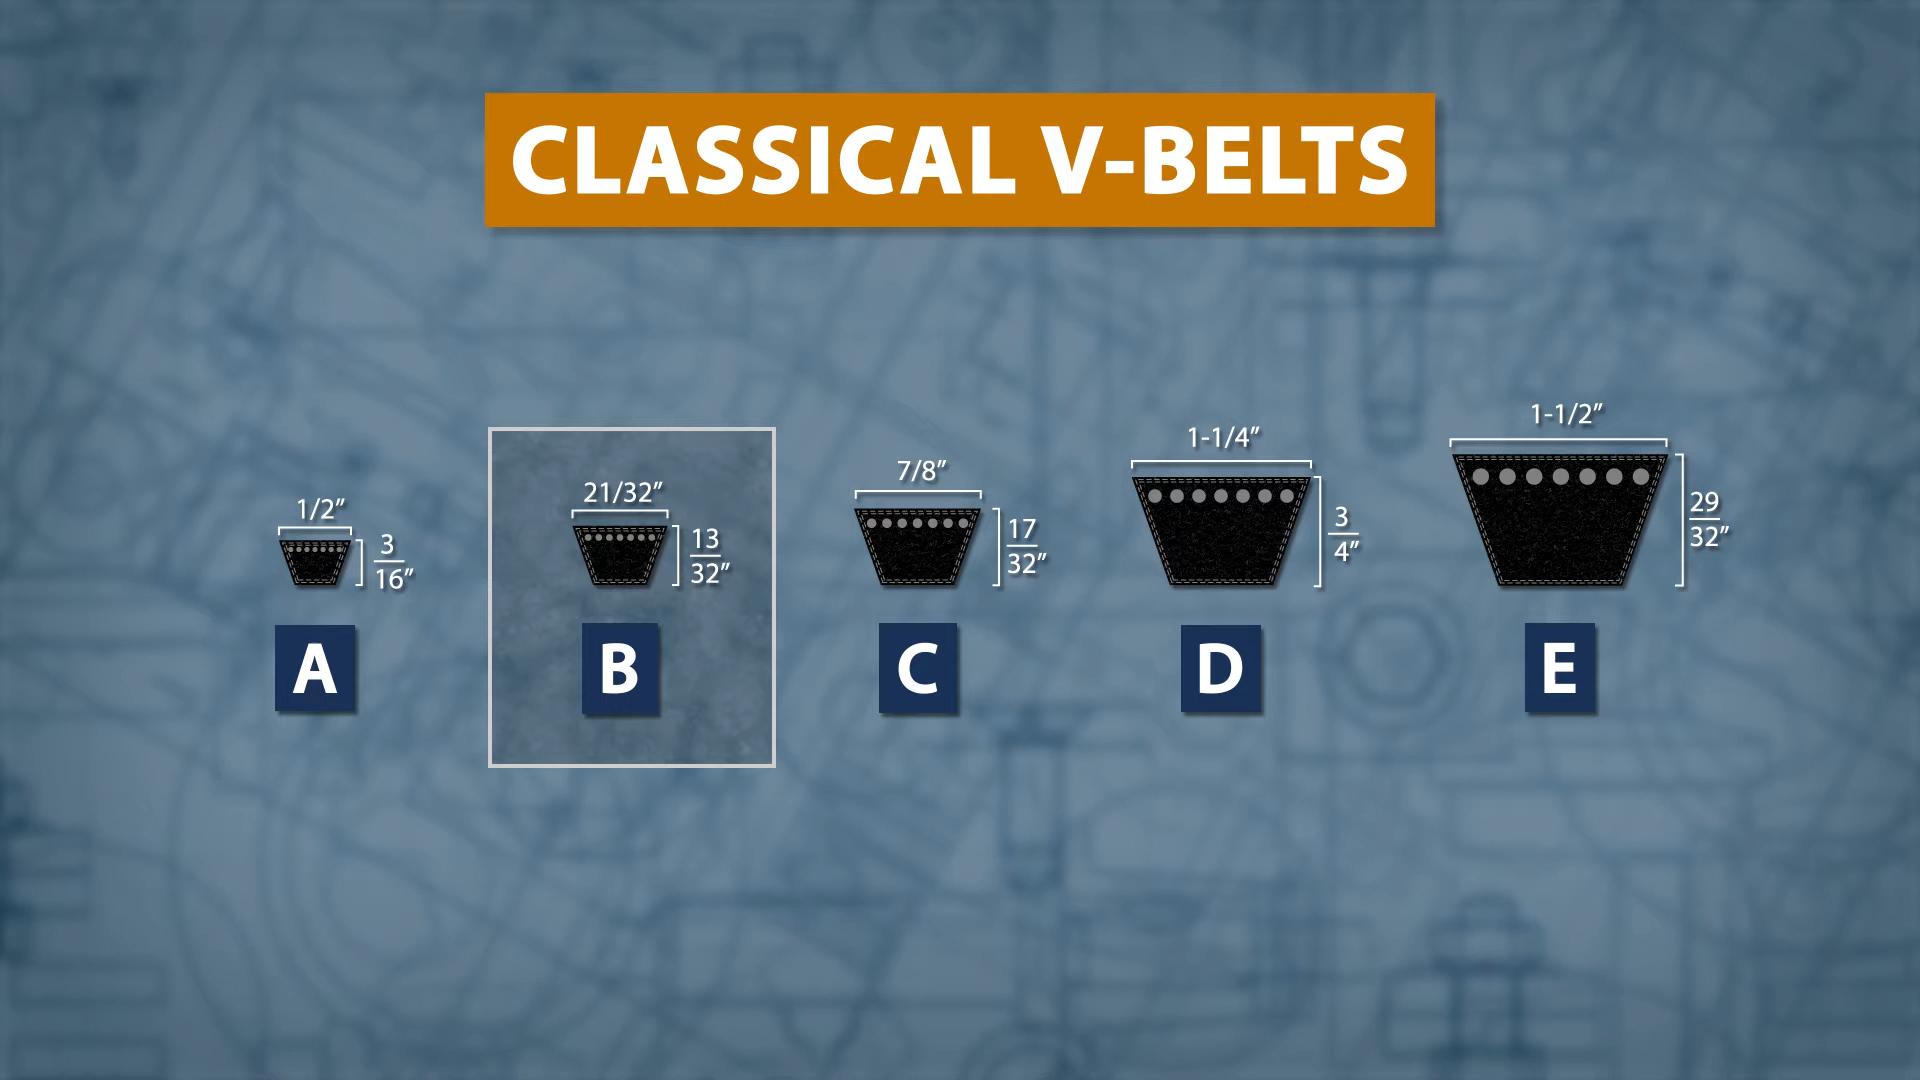 CLASSICAL V-BELTS
1/2”
3
16”
A
21/32”
13
32”
B
7/8”
17
32”
C
1-1/4”
3
4”
D
1-1/2”
29
32”
E